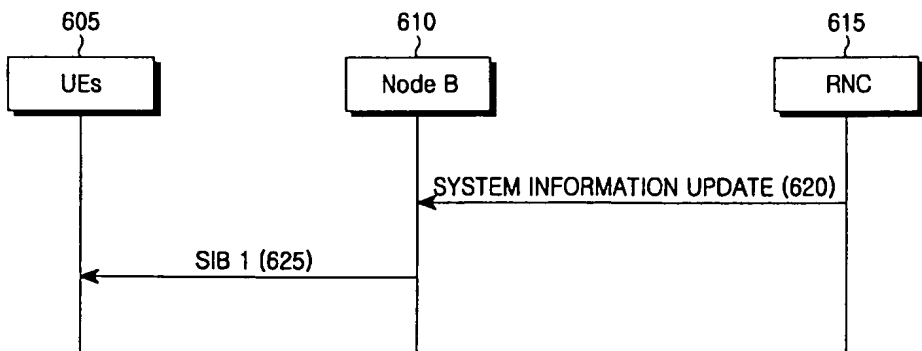 605
610
615
UEs
Node B
RNC
SYSTEM INFORMATION UPDATE (620)
SIB 1 (625)